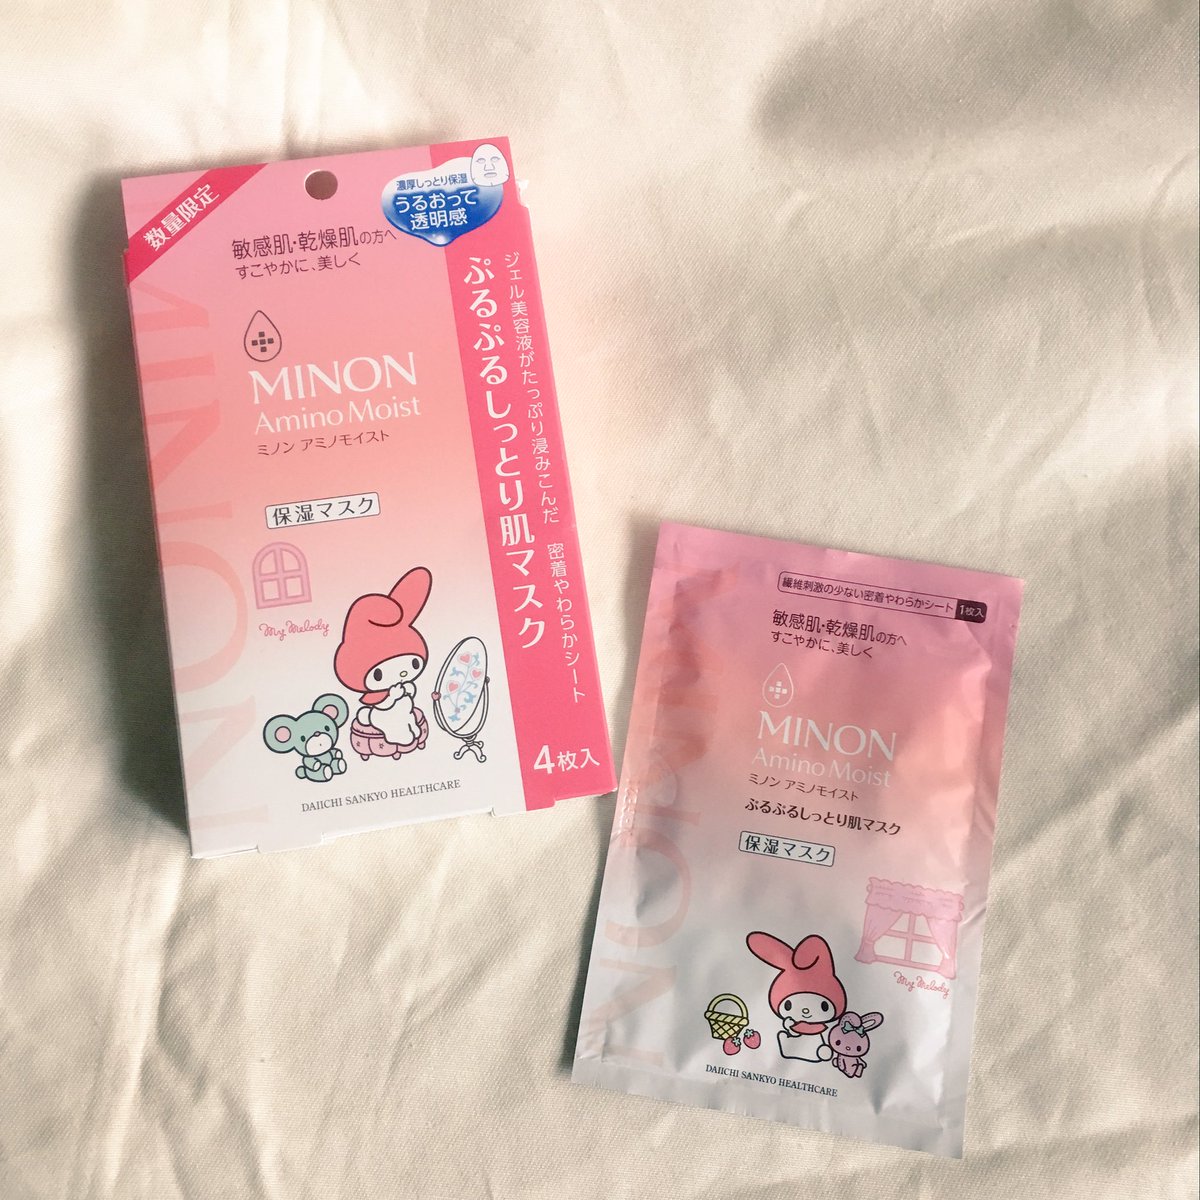 数量限定
濃厚しっとり保湿
うるおって
透明感
敏感肌・乾燥肌の方へ
すこやかに、美しく
MINON
Amino Moist
ミノン アミノモイスト
保湿マスク
ジェル美容液がたっぷり浸みこんだ 密着やわらかシート
ぷるぷるしっとり肌マスク
4枚入
My Melody
DAIICHI SANKYO HEALTHCARE
MINON
繊維刺激の少ない密着やわらかシート 1枚入
敏感肌・乾燥肌の方へ
すこやかに、美しく
MINON
Amino Moist
ミノン アミノモイスト
ぷるぷるしっとり肌マスク
保湿マスク
My Melody
DAIICHI SANKYO HEALTHCARE
MINON